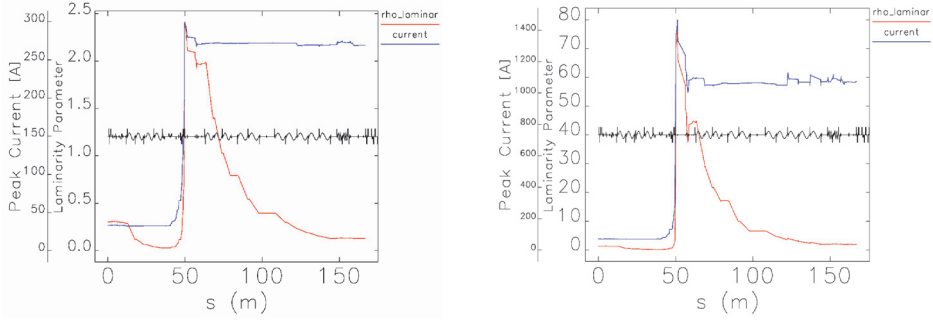 rho_laminar
current
Peak Current [A]
300
250
200
150
100
50
0
Laminarity Parameter
2.5
2.0
1.5
1.0
0.5
0.0
0 50 100 150
s (m)
rho_laminar
current
Peak Current [A]
1400
1200
1000
800
600
400
200
0
Laminarity Parameter
80
70
60
50
40
30
20
10
0
0 50 100 150
s (m)